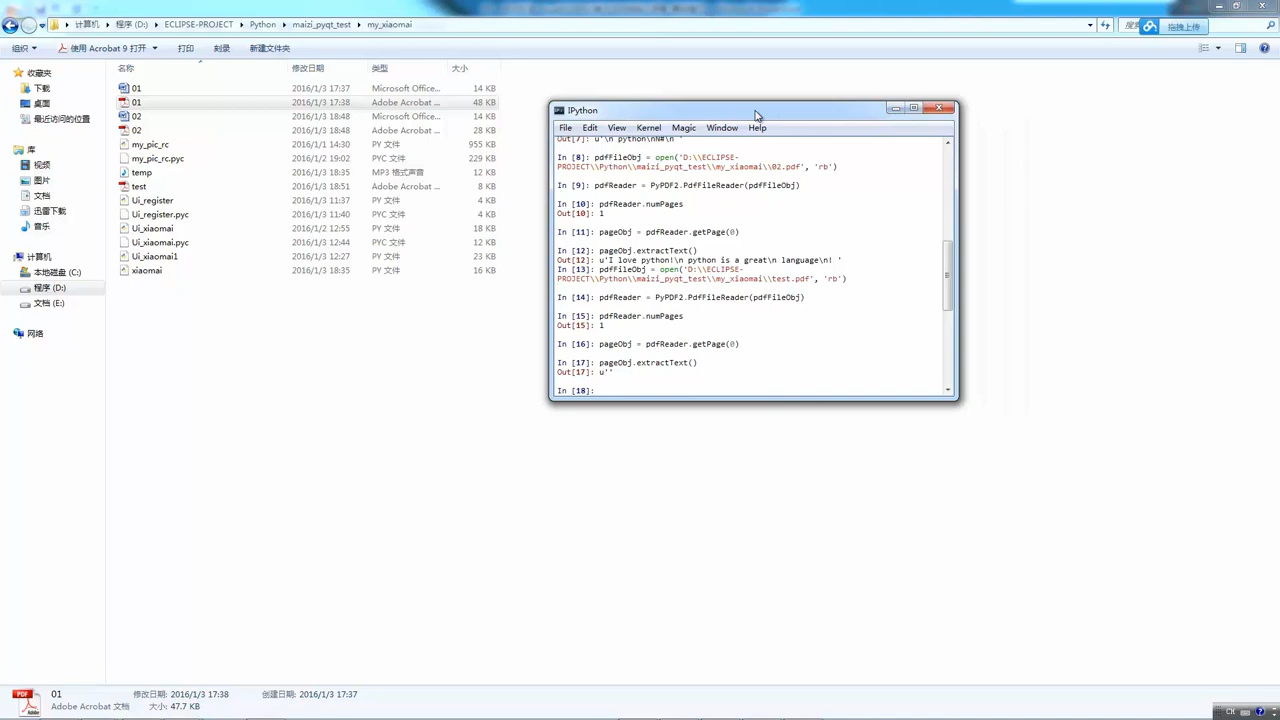 计算机 ▸ 程序 (D:) ▸ ECLIPSE-PROJECT ▸ Python ▸ maizi_pyqt_test ▸ my_xiaomai
拖拽上传
组织 使用 Acrobat 9 打开 打印 刻录 新建文件夹
收藏夹
下载
桌面
最近访问的位置
库
视频
图片
文档
迅雷下载
音乐
计算机
本地磁盘 (C:)
程序 (D:)
文档 (E:)
网络
名称 修改日期 类型 大小
01 2016/1/3 17:37 Microsoft Office... 14 KB
01 2016/1/3 17:38 Adobe Acrobat ... 48 KB
02 2016/1/3 18:48 Microsoft Office... 14 KB
02 2016/1/3 18:48 Adobe Acrobat ... 28 KB
my_pic_rc 2016/1/1 14:30 PY 文件 955 KB
my_pic_rc.pyc 2016/1/2 19:02 PYC 文件 229 KB
temp 2016/1/3 18:35 MP3 格式声音 12 KB
test 2016/1/3 18:51 Adobe Acrobat ... 8 KB
Ui_register 2016/1/3 11:37 PY 文件 4 KB
Ui_register.pyc 2016/1/3 11:40 PYC 文件 4 KB
Ui_xiaomai 2016/1/2 12:55 PY 文件 18 KB
Ui_xiaomai.pyc 2016/1/3 12:44 PYC 文件 12 KB
Ui_xiaomai1 2016/1/3 12:27 PY 文件 23 KB
xiaomai 2016/1/3 18:35 PY 文件 16 KB
IPython
File Edit View Kernel Magic Window Help
Out[7]: u'\n python\nN#\n '
In [8]: pdfFileObj = open('D:\\ECLIPSE-
PROJECT\\Python\\maizi_pyqt_test\\my_xiaomai\\02.pdf', 'rb')
In [9]: pdfReader = PyPDF2.PdfFileReader(pdfFileObj)
In [10]: pdfReader.numPages
Out[10]: 1
In [11]: pageObj = pdfReader.getPage(0)
In [12]: pageObj.extractText()
Out[12]: u'I love python!\n python is a great\n language\n! '
In [13]: pdfFileObj = open('D:\\ECLIPSE-
PROJECT\\Python\\maizi_pyqt_test\\my_xiaomai\\test.pdf', 'rb')
In [14]: pdfReader = PyPDF2.PdfFileReader(pdfFileObj)
In [15]: pdfReader.numPages
Out[15]: 1
In [16]: pageObj = pdfReader.getPage(0)
In [17]: pageObj.extractText()
Out[17]: u''
In [18]:
PDF
01 修改日期: 2016/1/3 17:38 创建日期: 2016/1/3 17:37
Adobe Acrobat 文档 大小: 47.7 KB
CH